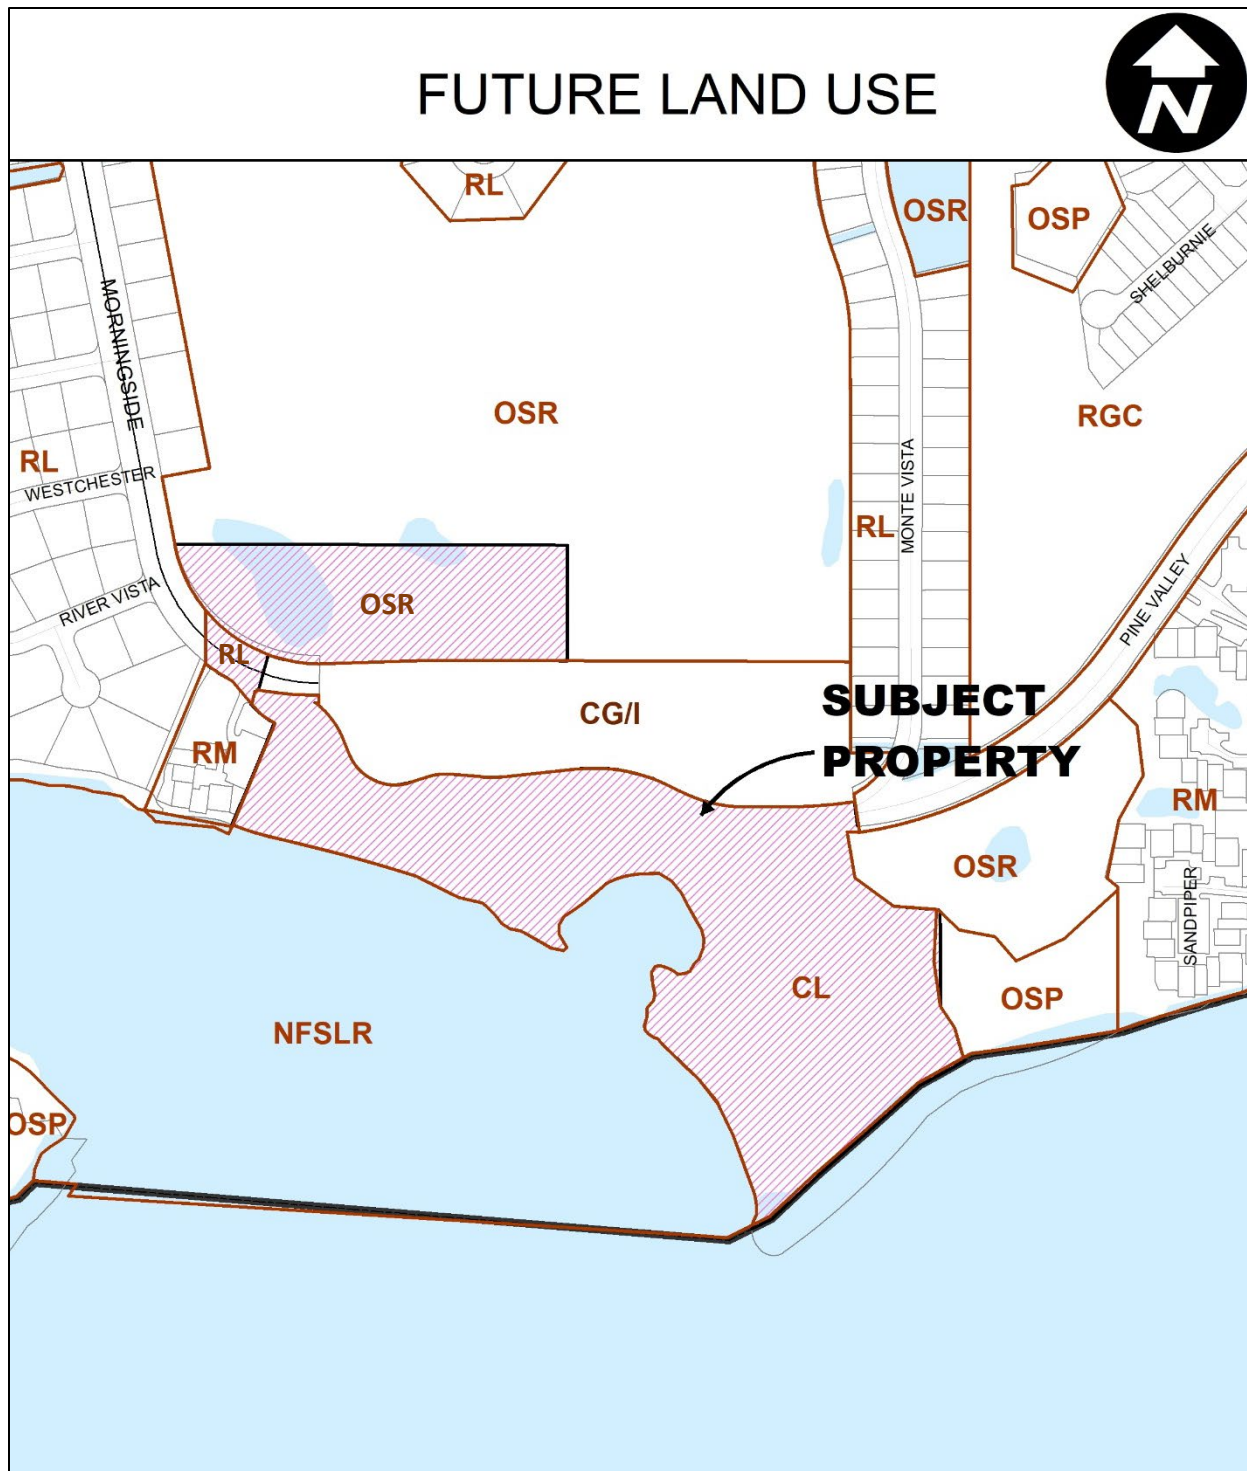 FUTURE LAND USE
N
RL
OSR
OSP
SHELBURNIE
MORNINGSIDE
OSR
RGC
RL
WESTCHESTER
MONTE VISTA
RL
RIVER VISTA
OSR
PINE VALLEY
RL
CG/I
SUBJECT
PROPERTY
RM
RM
OSR
SANDPIPER
CL
OSP
NFSLR
OSP